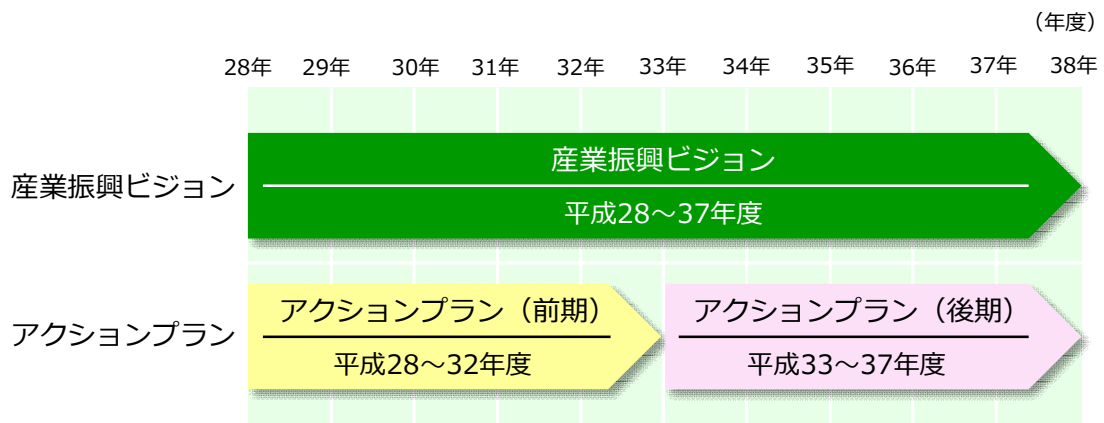 （年度）
28年 29年 30年 31年 32年 33年 34年 35年 36年 37年 38年
産業振興ビジョン
産業振興ビジョン
平成28～37年度
アクションプラン
アクションプラン（前期）
平成28～32年度
アクションプラン（後期）
平成33～37年度